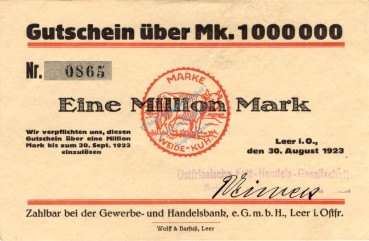 Gutschein über Mk. 1000000
Nr. 0865
MARKE
WEIDE-KUH
Eine Million Mark
Wir verpflichten uns, diesen
Gutschein über eine Million
Mark bis zum 30. Sept. 1923
einzulösen
Leer i. O.,
den 30. August 1923
Ostfriesische
Zahlbar bei der Gewerbe- und Handelsbank, e. G. m. b. H., Leer i. Ostfr.
Wolff & Barfuß, Leer